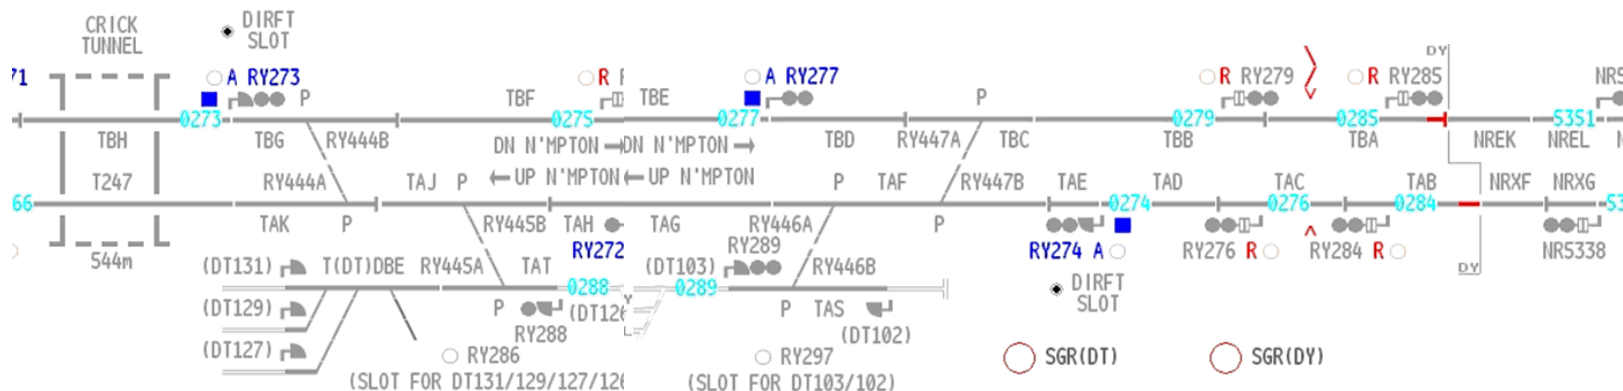 CRICK
TUNNEL
DIRFT
SLOT
DY
71
A RY273
P
TBF
R
TBE
A RY277
P
R RY279
R RY285
0273
0275
0277
0279
0285
5351
TBH
TBG
RY444B
DN N'MPTON
DN N'MPTON
TBD
RY447A
TBC
TBB
TBA
NREK
NREL
T247
RY444A
TAJ
P
UP N'MPTON
UP N'MPTON
P
TAF
RY447B
TAE
TAD
TAC
TAB
NRXF
NRXG
66
0274
0276
0284
TAK
P
RY445B
TAH
TAG
RY446A
P
544m
RY272
RY289
RY274 A
RY276 R
RY284 R
NR5338
(DT131)
T(DT)DBE
RY445A
TAT
(DT103)
RY446B
DY
0288
0289
DIRFT
SLOT
(DT129)
P
RY288
P
TAS
(DT102)
(DT127)
RY286
RY297
SGR(DT)
SGR(DY)
(SLOT FOR DT131/129/127/126
(SLOT FOR DT103/102)